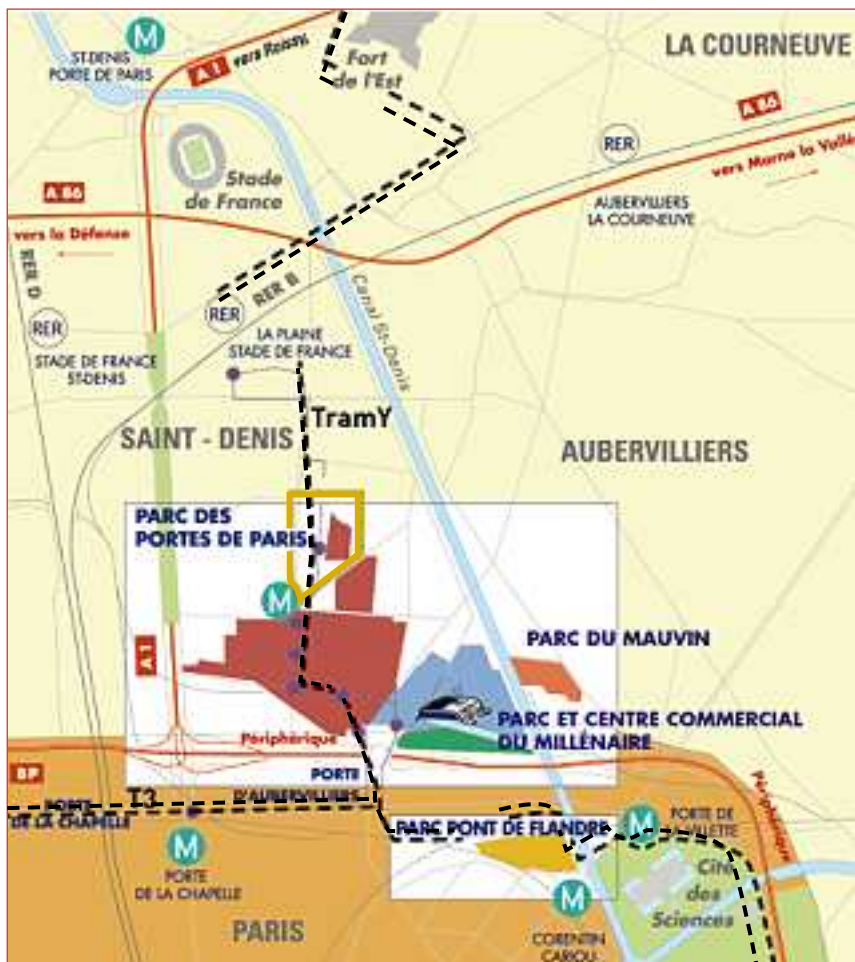 LA COURNEUVE
M
ST-DENIS
PORTE DE PARIS
A1 vers Roissy
Fort
de l'Est
A 86
RER
vers Marne la Vallée
Stade
de France
A 86
AUBERVILLIERS
LA COURNEUVE
vers la Défense
RER D
RER B
Canal St-Denis
RER
RER
LA PLAINE
STADE DE FRANCE
STADE DE FRANCE
ST-DENIS
TramY
SAINT - DENIS
AUBERVILLIERS
PARC DES
PORTES DE PARIS
M
PARC DU MAUVIN
A1
PARC ET CENTRE COMMERCIAL
DU MILLÉNAIRE
Périphérique
BP
PORTE
D'AUBERVILLIERS
Périphérique
T3
PORTE
DE LA CHAPELLE
PARC PONT DE FLANDRE
M
PORTE DE
LA VILLETTE
M
PORTE
DE LA CHAPELLE
Cité
des
Sciences
M
PARIS
CORENTIN
CARIOU